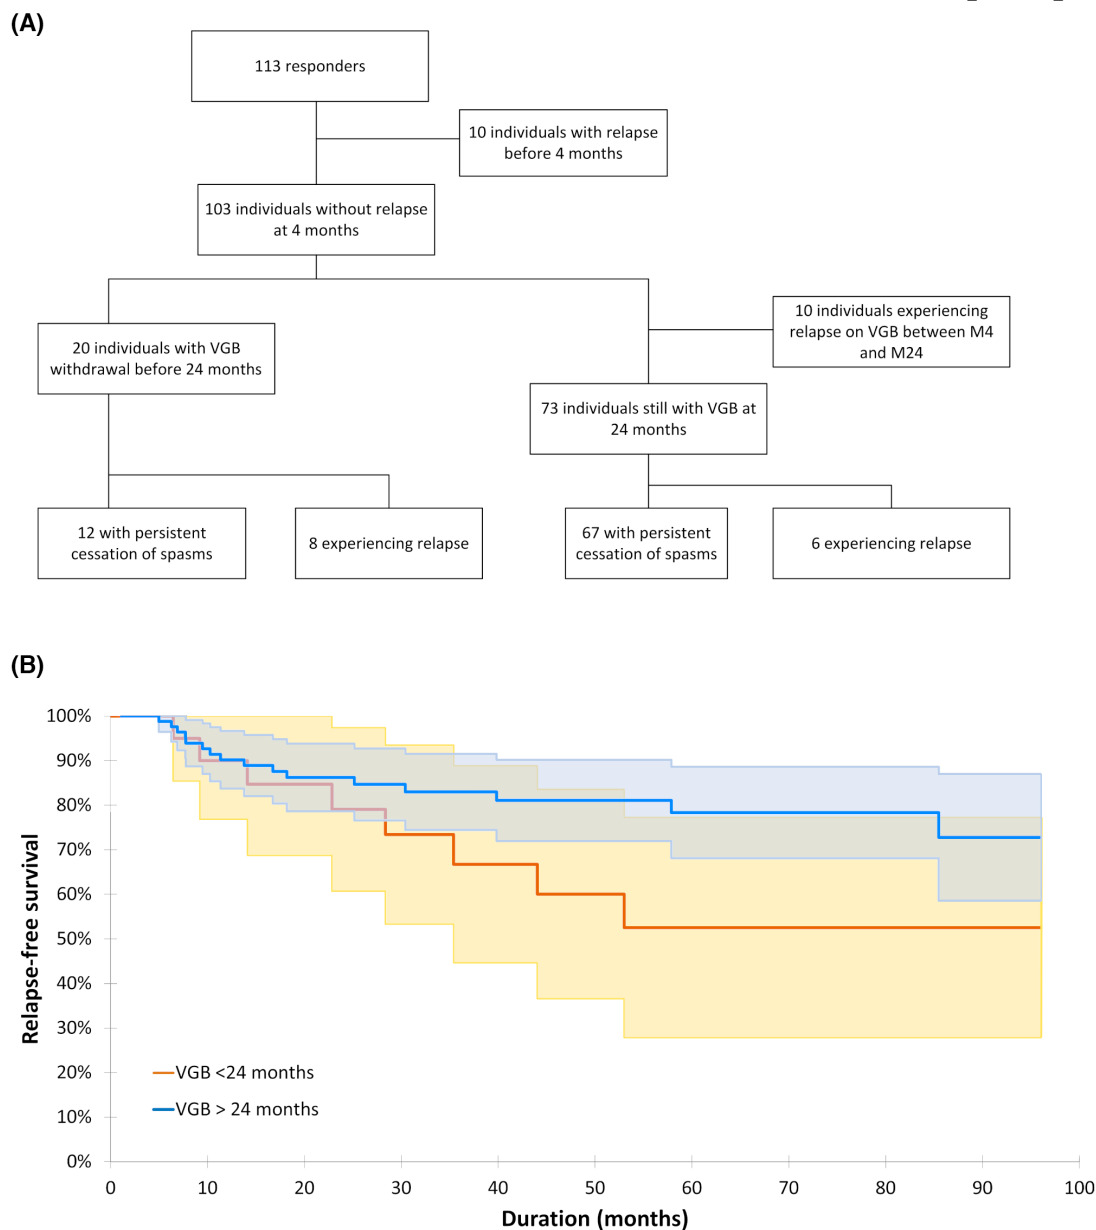 (A)
113 responders
10 individuals with relapse
before 4 months
103 individuals without relapse
at 4 months
20 individuals with VGB
withdrawal before 24 months
10 individuals experiencing
relapse on VGB between M4
and M24
73 individuals still with VGB at
24 months
12 with persistent
cessation of spasms
8 experiencing relapse
67 with persistent
cessation of spasms
6 experiencing relapse
(B)
Relapse-free survival
100%
90%
80%
70%
60%
50%
40%
30%
20%
10%
0%
VGB <24 months
VGB > 24 months
0 10 20 30 40 50 60 70 80 90 100
Duration (months)